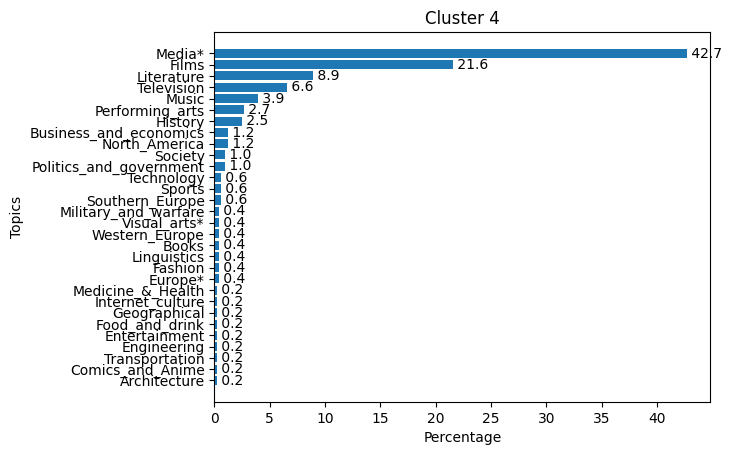 Cluster 4
Media* 42.7
Films 21.6
Literature 8.9
Television 6.6
Music 3.9
Performing_arts 2.7
History 2.5
Business_and_economics 1.2
North_America 1.2
Society 1.0
Politics_and_government 1.0
Technology 0.6
Sports 0.6
Southern_Europe 0.6
Military_and_warfare 0.4
Visual_arts* 0.4
Western_Europe 0.4
Books 0.4
Linguistics 0.4
Fashion 0.4
Europe* 0.4
Medicine_&_Health 0.2
Internet_culture 0.2
Geographical 0.2
Food_and_drink 0.2
Entertainment 0.2
Engineering 0.2
Transportation 0.2
Comics_and_Anime 0.2
Architecture 0.2
Topics
0 5 10 15 20 25 30 35 40
Percentage